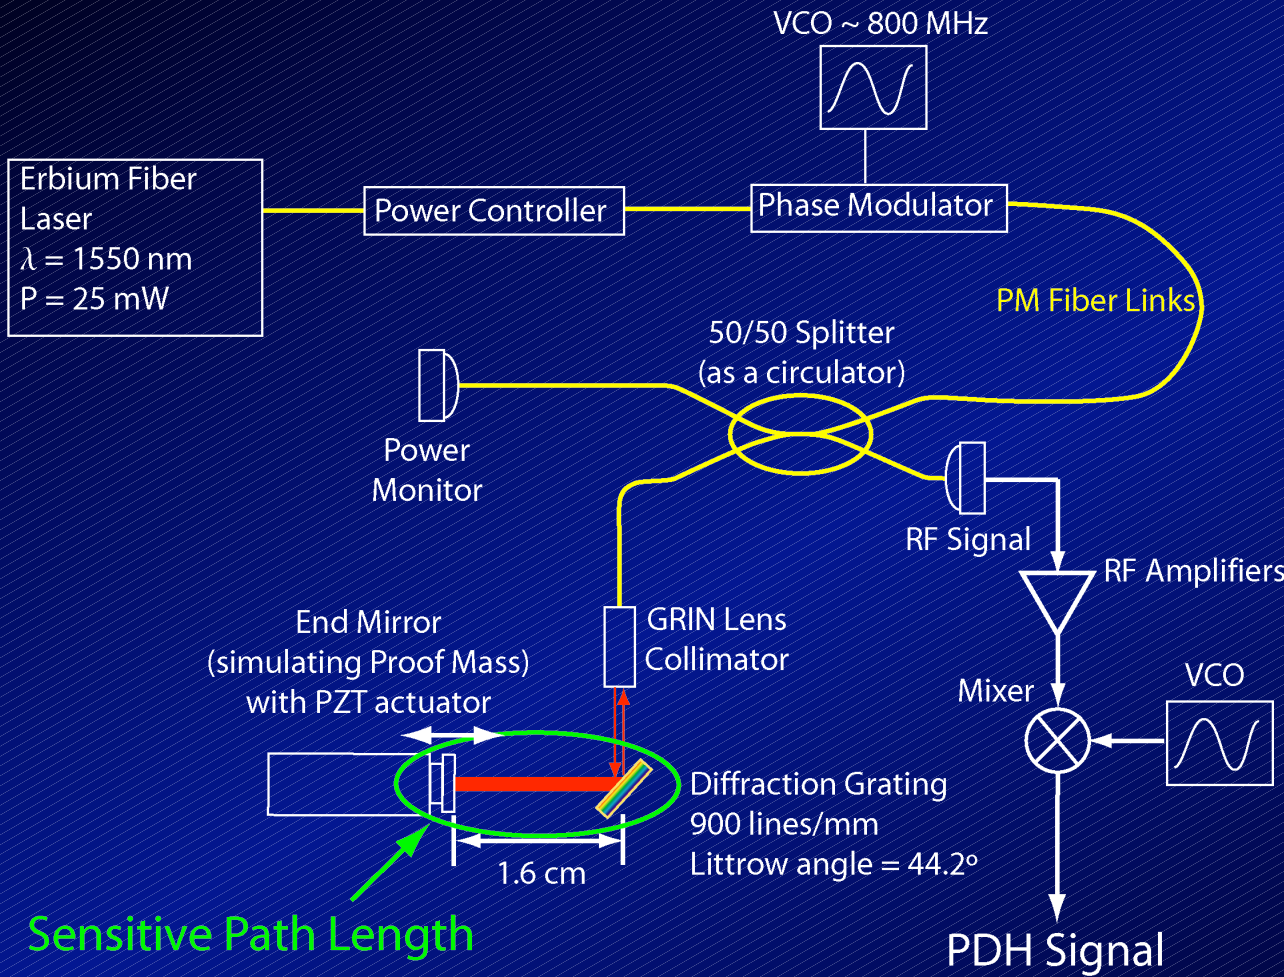 VCO ~ 800 MHz
Erbium Fiber
Laser
λ = 1550 nm
P = 25 mW
Power Controller
Phase Modulator
PM Fiber Links
50/50 Splitter
(as a circulator)
Power
Monitor
RF Signal
RF Amplifiers
End Mirror
(simulating Proof Mass)
with PZT actuator
GRIN Lens
Collimator
Mixer
VCO
Diffraction Grating
900 lines/mm
Littrow angle = 44.2º
1.6 cm
Sensitive Path Length
PDH Signal